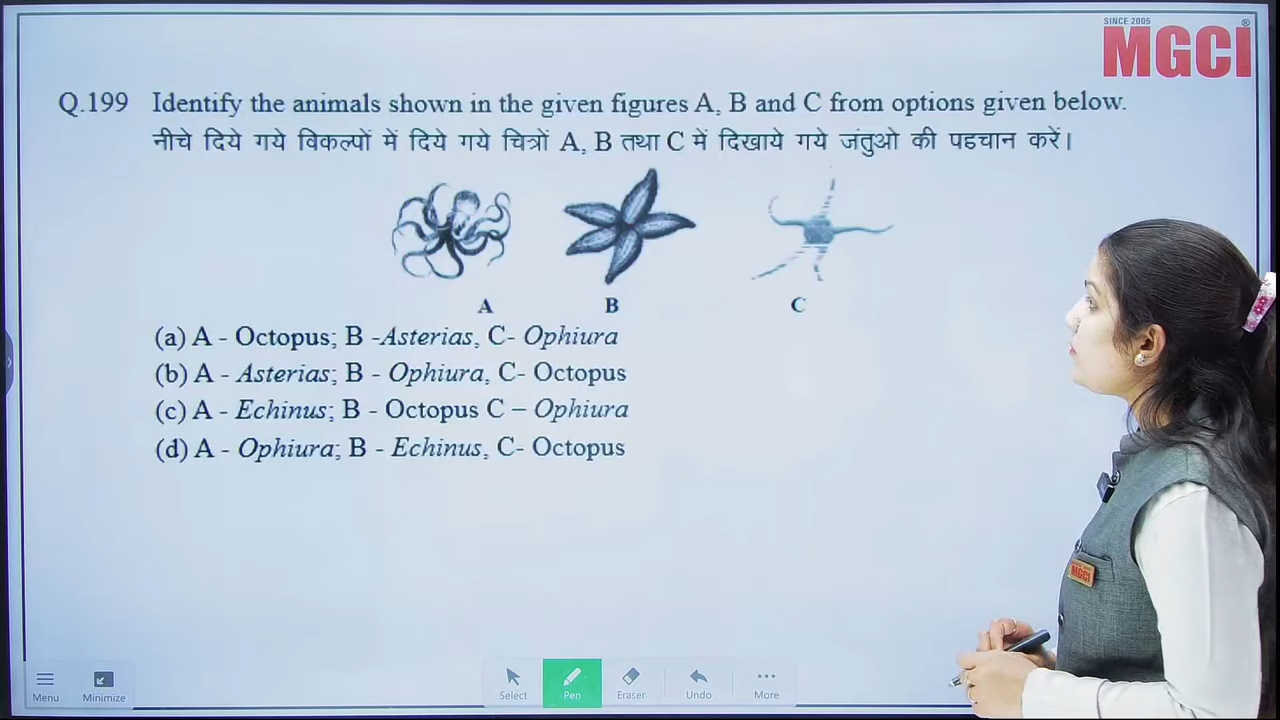 SINCE 2005
MGCI®
Q.199 Identify the animals shown in the given figures A, B and C from options given below.
नीचे दिये गये विकल्पों में दिये गये चित्रों A, B तथा C में दिखाये गये जंतुओ की पहचान करें।
A B C
(a) A - Octopus; B -Asterias, C- Ophiura
(b) A - Asterias; B - Ophiura, C- Octopus
(c) A - Echinus; B - Octopus C – Ophiura
(d) A - Ophiura; B - Echinus, C- Octopus
MGCI
Menu Minimize Select Pen Eraser Undo More